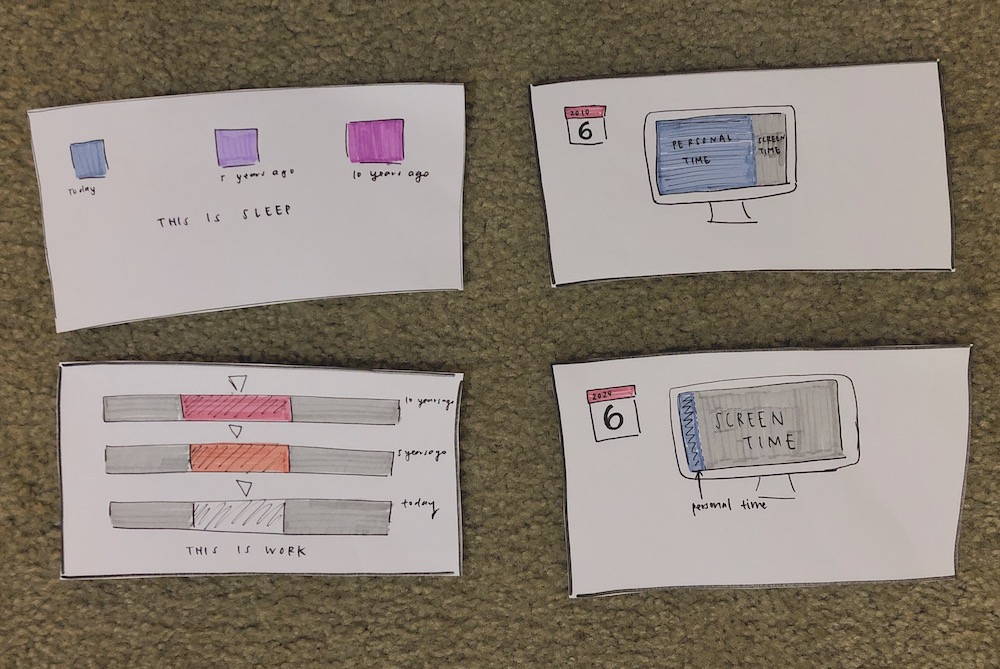 Today
5 years ago
10 years ago
THIS IS SLEEP
2010
6
PERSONAL
TIME
SCREEN
TIME
10 years ago
5 years ago
today
THIS IS WORK
2020
6
SCREEN
TIME
personal time